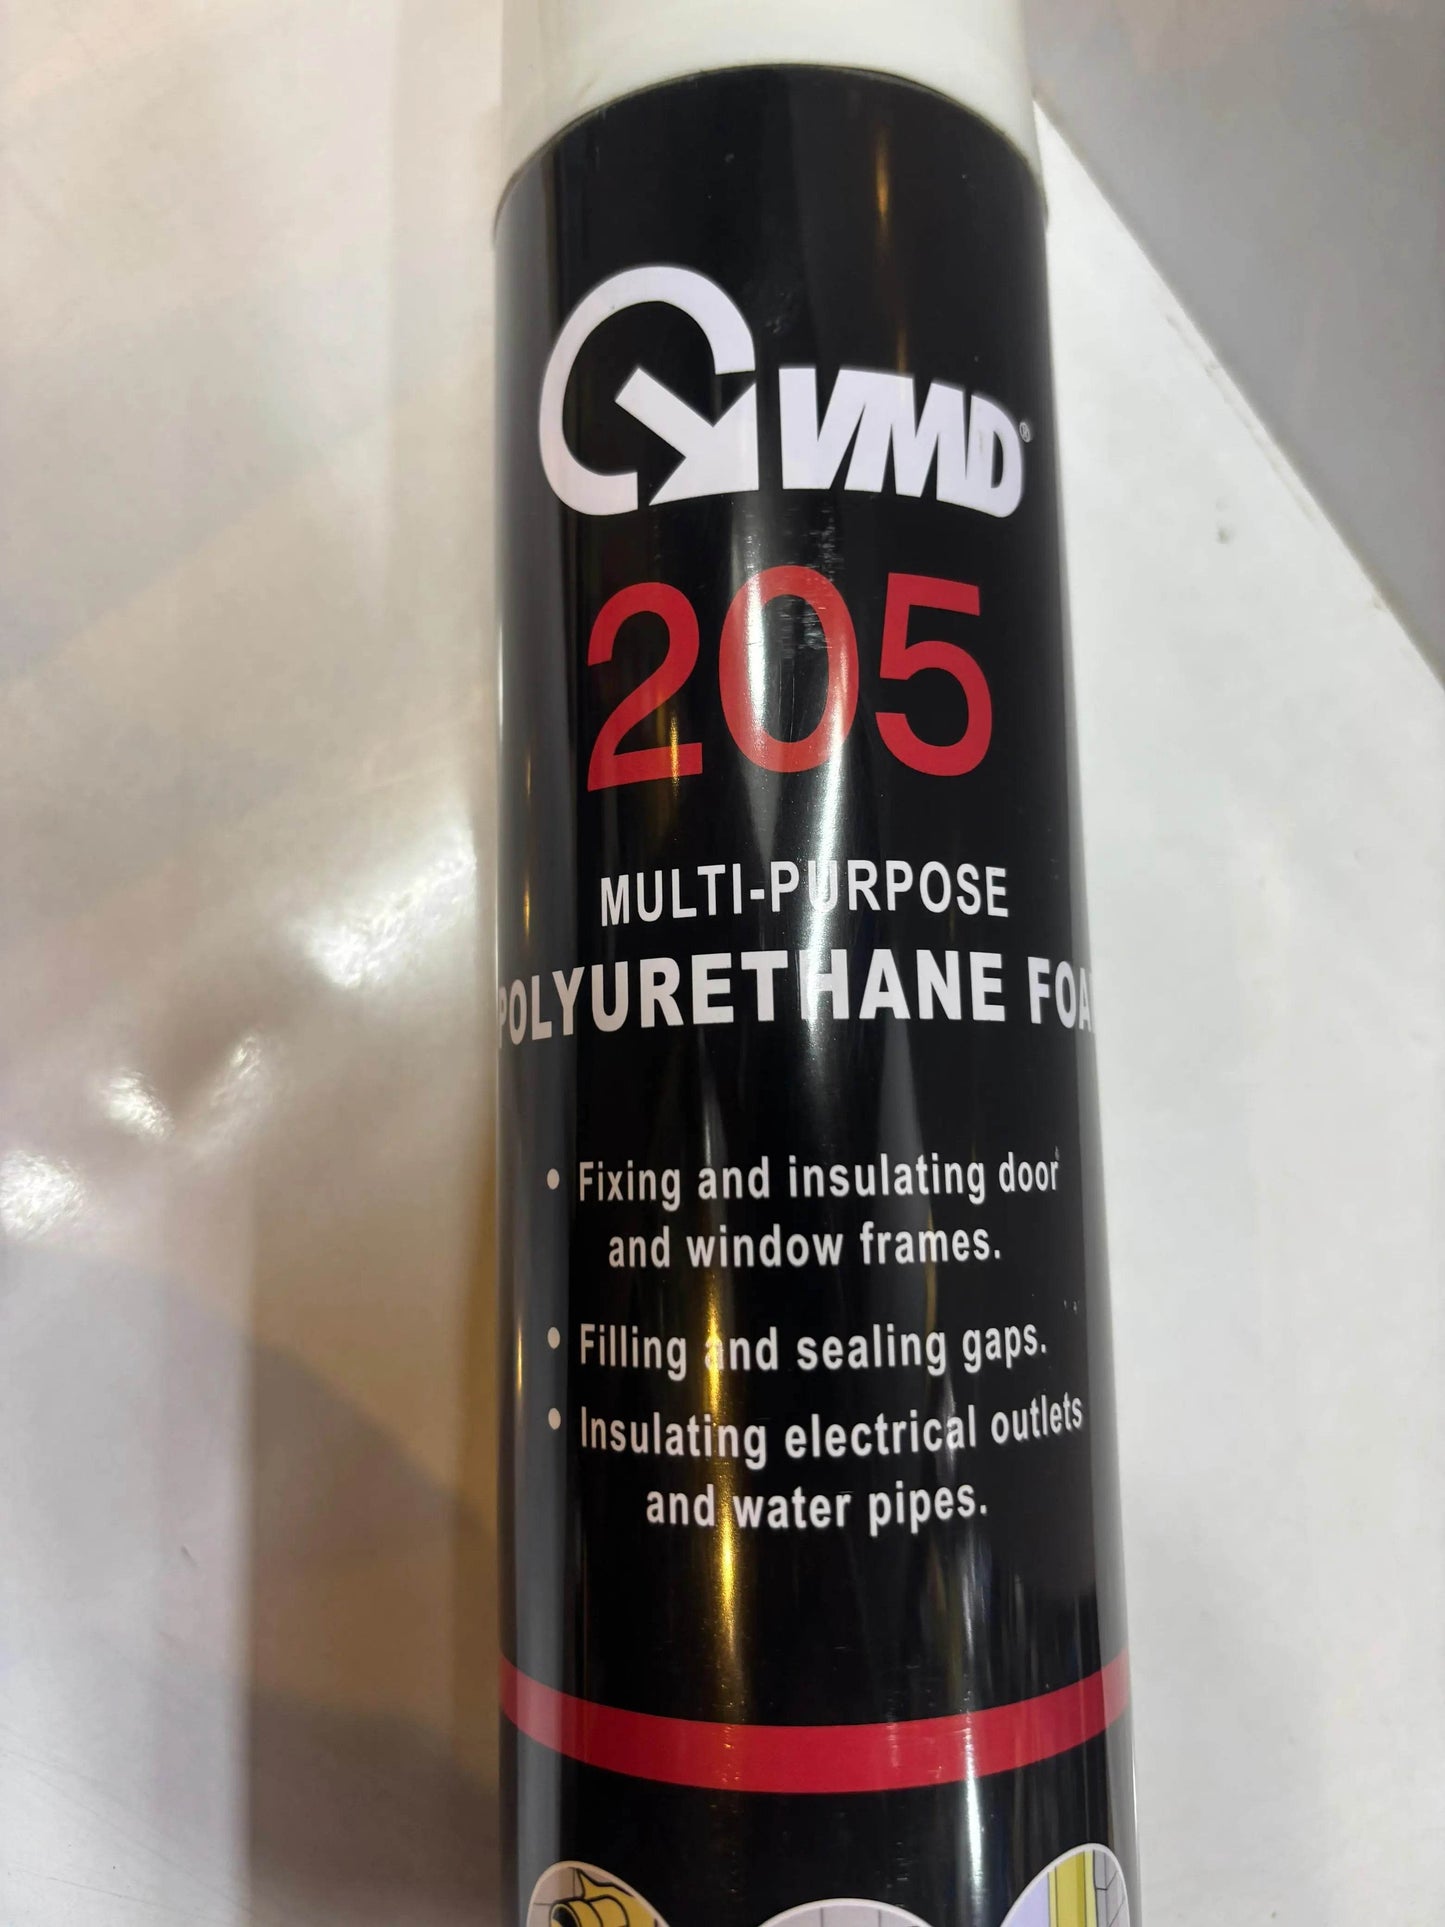 VMD®
205
MULTI-PURPOSE
POLYURETHANE FOA
• Fixing and insulating door
and window frames.
• Filling and sealing gaps.
• Insulating electrical outlets
and water pipes.